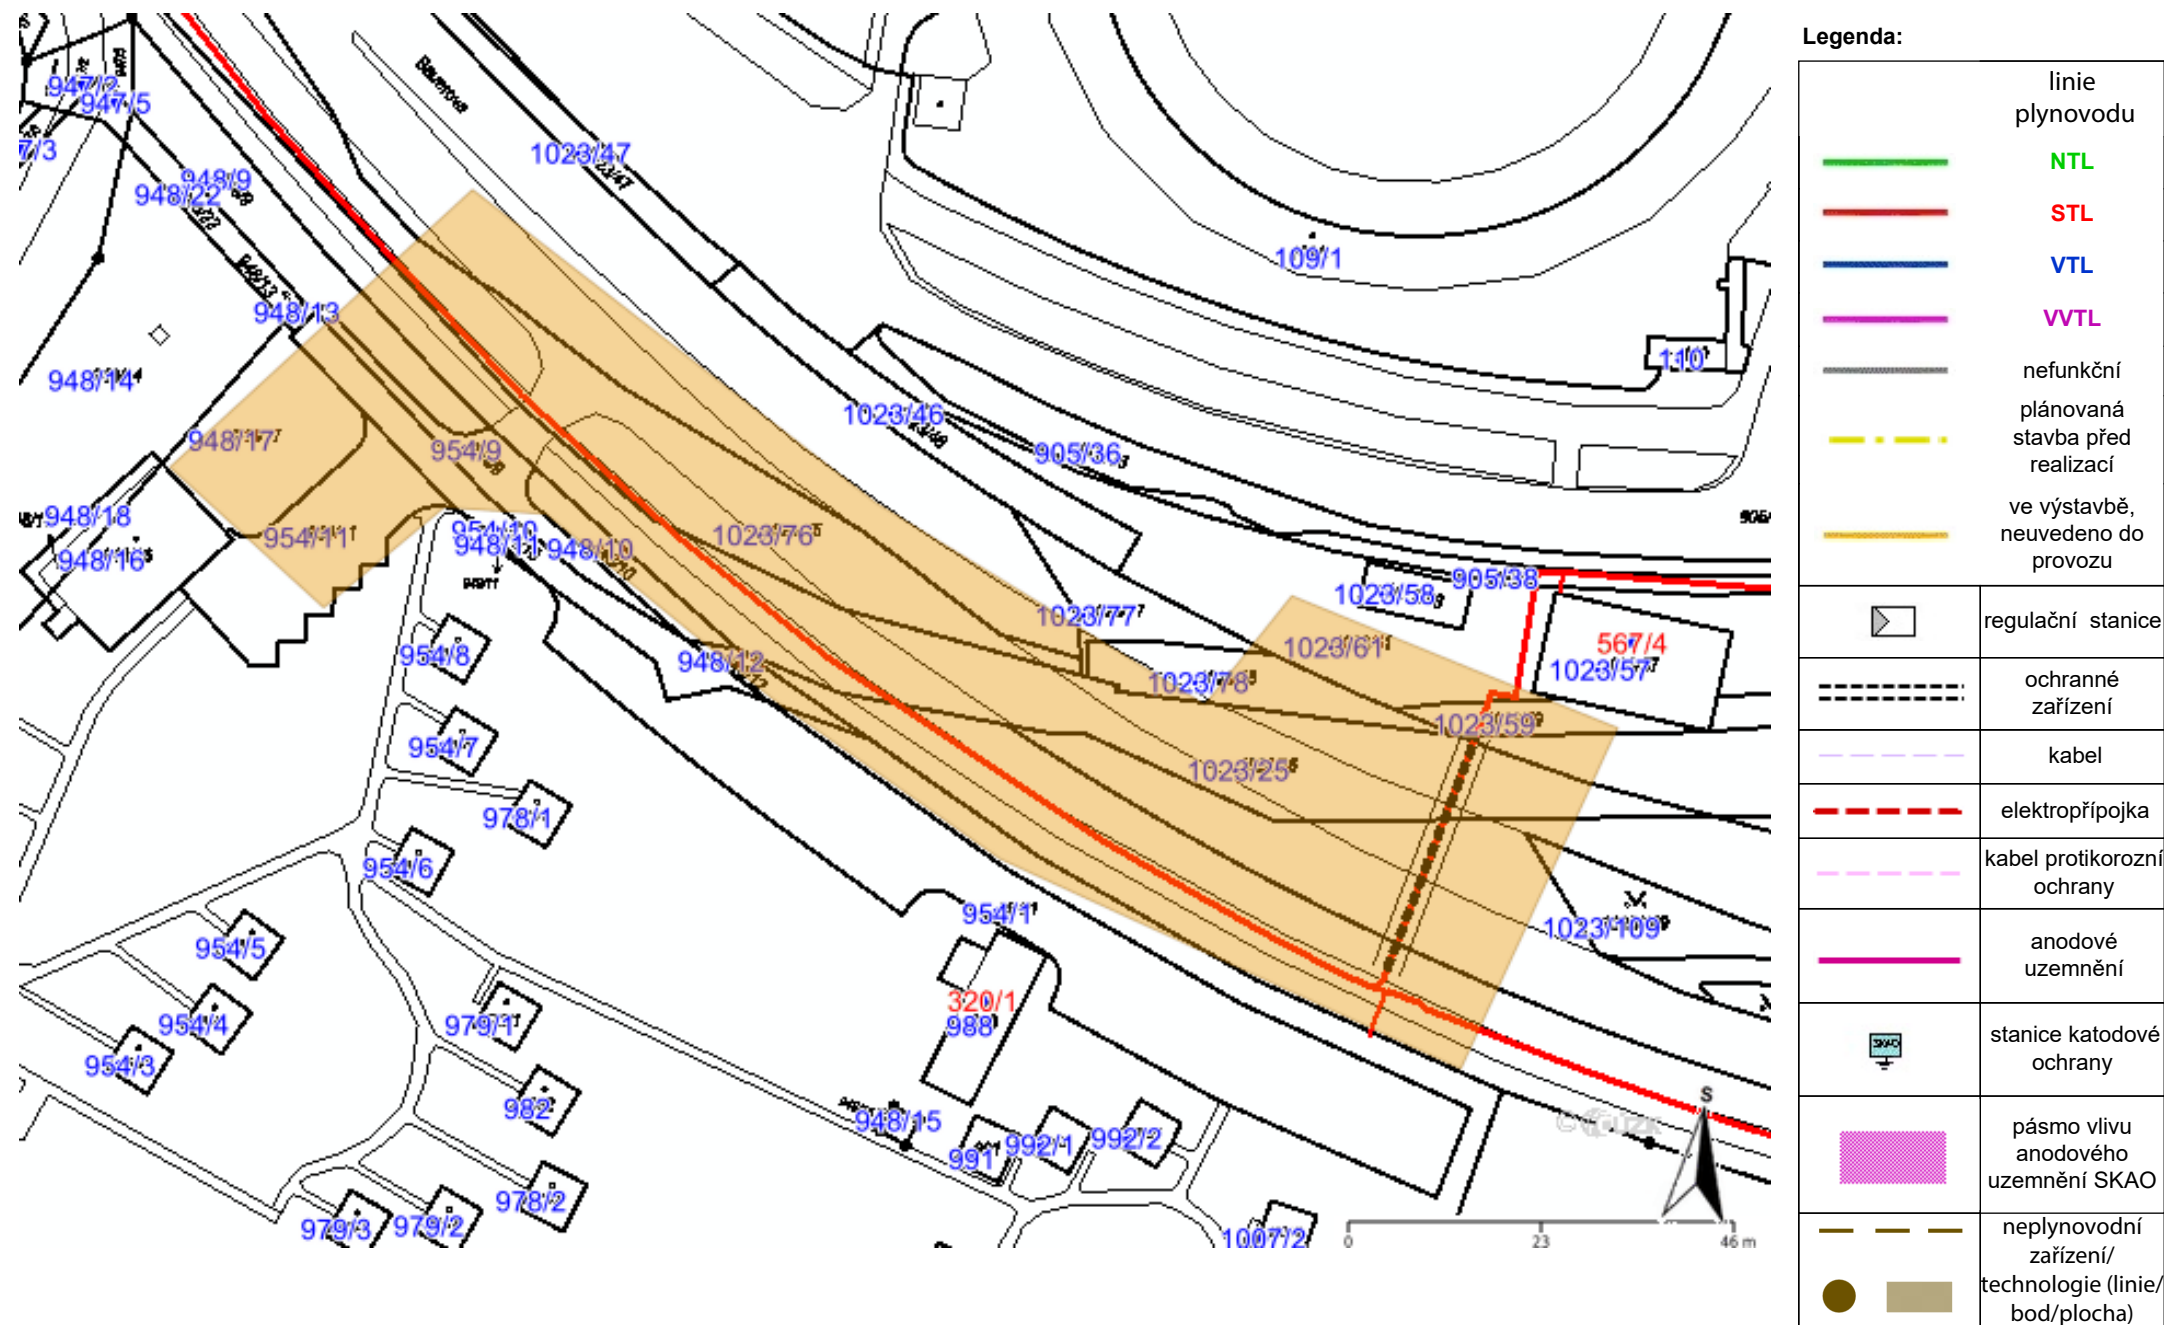 Legenda:
linie
plynovodu
NTL
STL
VTL
VVTL
nefunkční
plánovaná
stavba před
realizací
ve výstavbě,
neuvedeno do
provozu
regulační stanice
ochranné
zařízení
kabel
elektropřípojka
kabel protikorozní
ochrany
anodové
uzemnění
SKAO
stanice katodové
ochrany
pásmo vlivu
anodového
uzemnění SKAO
neplynovodní
zařízení/
technologie (linie/
bod/plocha)
947/2
947/5
7/3
948/9
948/22
948/13
948/13
948/14
948/17
948/18
948/16
954/11
954/9
954/10
948/11
948/10
948/12
1023/47
1023/46
1023/76
1023/77
1023/78
1023/61
1023/58
905/36
905/38
109/1
110
567/4
1023/57
1023/59
1023/25
1023/109
954/8
954/7
978/1
954/6
954/5
954/4
954/3
979/1
982
978/2
979/3
979/2
954/1
320/1
988
948/15
991
992/1
992/2
1007/2
S
0 23 46 m